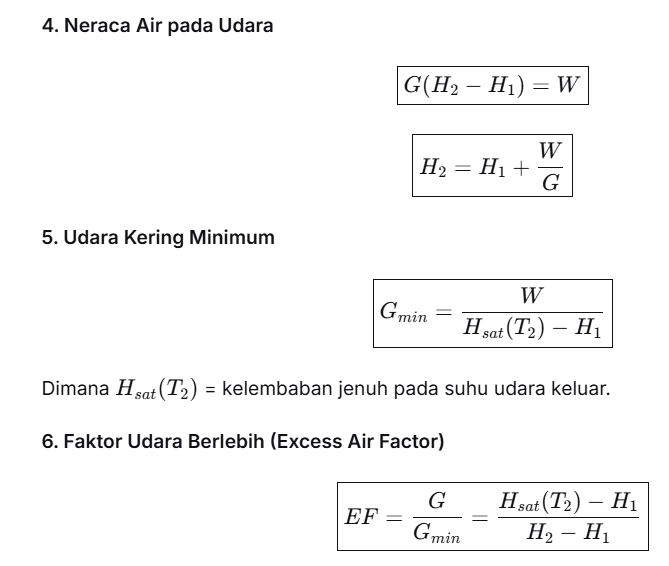 4. Neraca Air pada Udara
G(H₂ − H₁) = W
H₂ = H₁ + W/G
5. Udara Kering Minimum
G_min = W / (H_sat(T₂) − H₁)
Dimana H_sat(T₂) = kelembaban jenuh pada suhu udara keluar.
6. Faktor Udara Berlebih (Excess Air Factor)
EF = G/G_min = (H_sat(T₂) − H₁) / (H₂ − H₁)